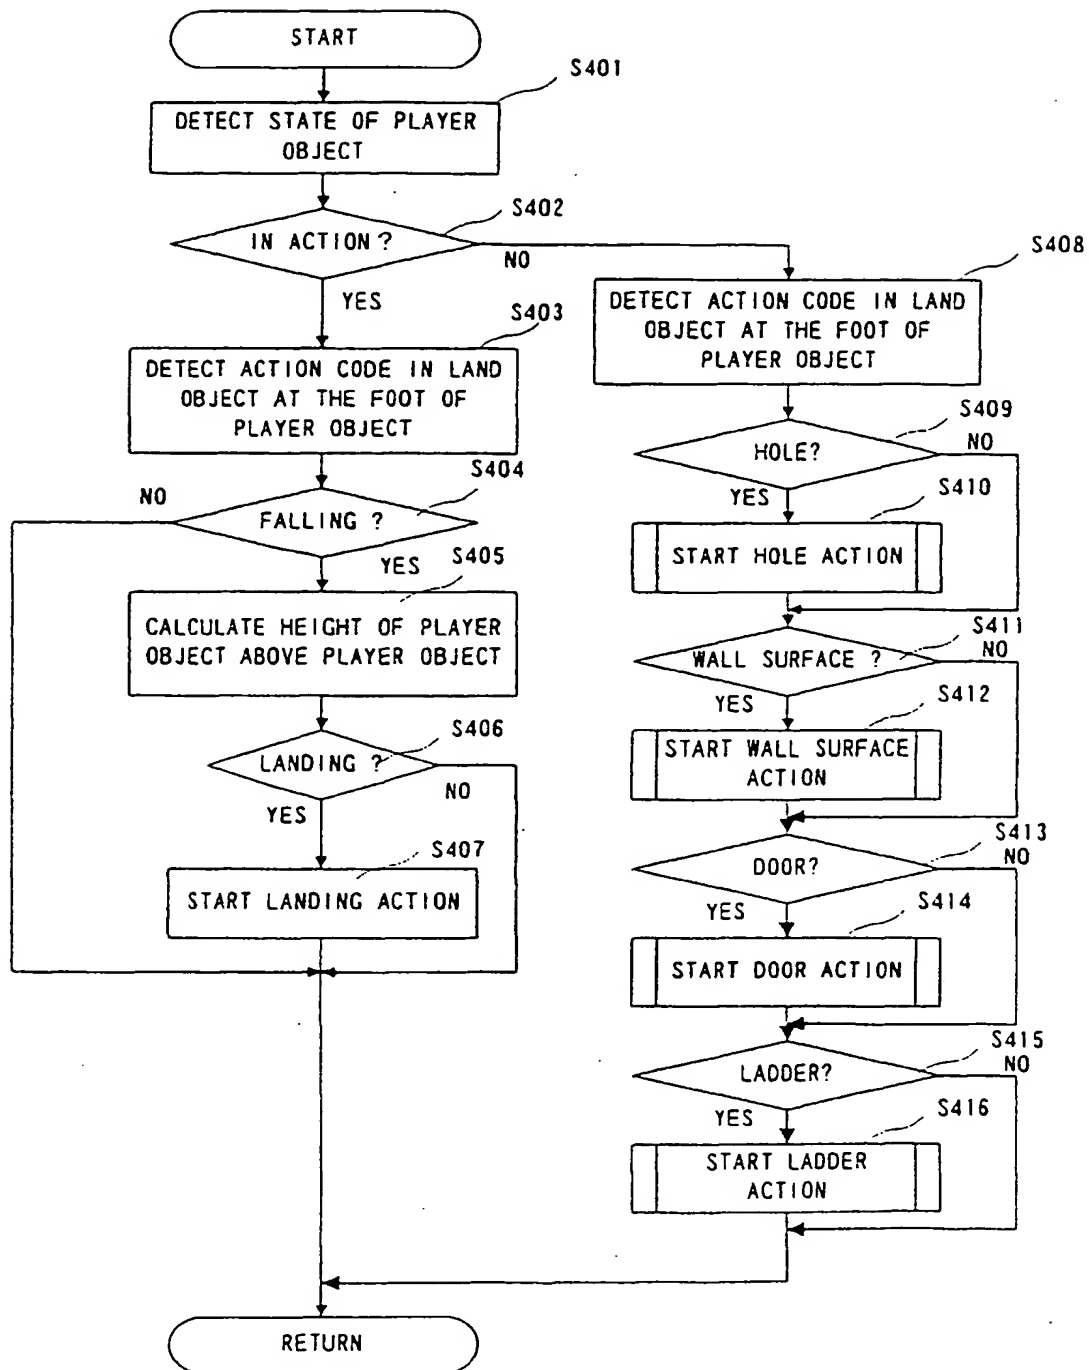 START
S401
DETECT STATE OF PLAYER
OBJECT
S402
IN ACTION ?
NO
YES
S403
DETECT ACTION CODE IN LAND
OBJECT AT THE FOOT OF
PLAYER OBJECT
S404
NO
FALLING ?
YES
S405
CALCULATE HEIGHT OF PLAYER
OBJECT ABOVE PLAYER OBJECT
S406
LANDING ?
NO
YES
S407
START LANDING ACTION
S408
DETECT ACTION CODE IN LAND
OBJECT AT THE FOOT OF
PLAYER OBJECT
S409
HOLE?
NO
YES
S410
START HOLE ACTION
S411
WALL SURFACE ?
NO
YES
S412
START WALL SURFACE
ACTION
S413
DOOR?
NO
YES
S414
START DOOR ACTION
S415
LADDER?
NO
YES
S416
START LADDER
ACTION
RETURN